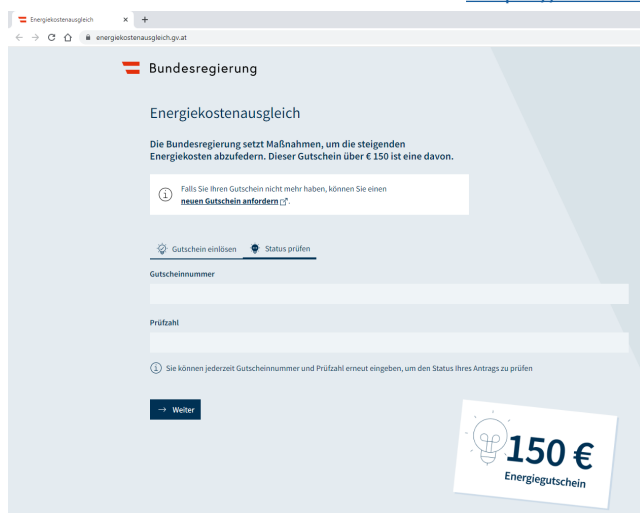 Energiekostenausgleich
energiekostenausgleich.gv.at
Bundesregierung
Energiekostenausgleich
Die Bundesregierung setzt Maßnahmen, um die steigenden
Energiekosten abzufedern. Dieser Gutschein über € 150 ist eine davon.
Falls Sie Ihren Gutschein nicht mehr haben, können Sie einen
neuen Gutschein anfordern.
Gutschein einlösen Status prüfen
Gutscheinnummer
Prüfzahl
Sie können jederzeit Gutscheinnummer und Prüfzahl erneut eingeben, um den Status Ihres Antrags zu prüfen
→ Weiter
150 €
Energiegutschein